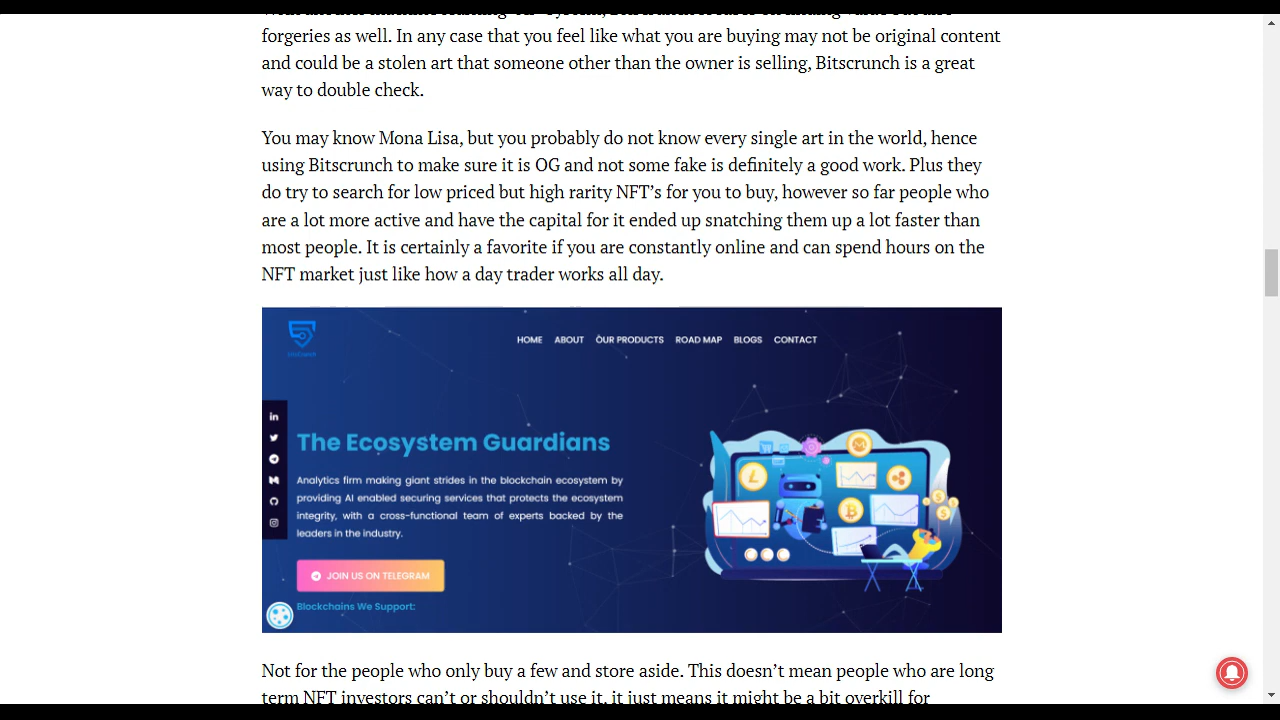 forgeries as well. In any case that you feel like what you are buying may not be original content
and could be a stolen art that someone other than the owner is selling, Bitscrunch is a great
way to double check.
You may know Mona Lisa, but you probably do not know every single art in the world, hence
using Bitscrunch to make sure it is OG and not some fake is definitely a good work. Plus they
do try to search for low priced but high rarity NFT’s for you to buy, however so far people who
are a lot more active and have the capital for it ended up snatching them up a lot faster than
most people. It is certainly a favorite if you are constantly online and can spend hours on the
NFT market just like how a day trader works all day.
HOME ABOUT OUR PRODUCTS ROAD MAP BLOGS CONTACT
The Ecosystem Guardians
Analytics firm making giant strides in the blockchain ecosystem by
providing AI enabled securing services that protects the ecosystem
integrity, with a cross-functional team of experts backed by the
leaders in the industry.
JOIN US ON TELEGRAM
Blockchains We Support:
Not for the people who only buy a few and store aside. This doesn’t mean people who are long
term NFT investors can’t or shouldn’t use it, it just means it might be a bit overkill for